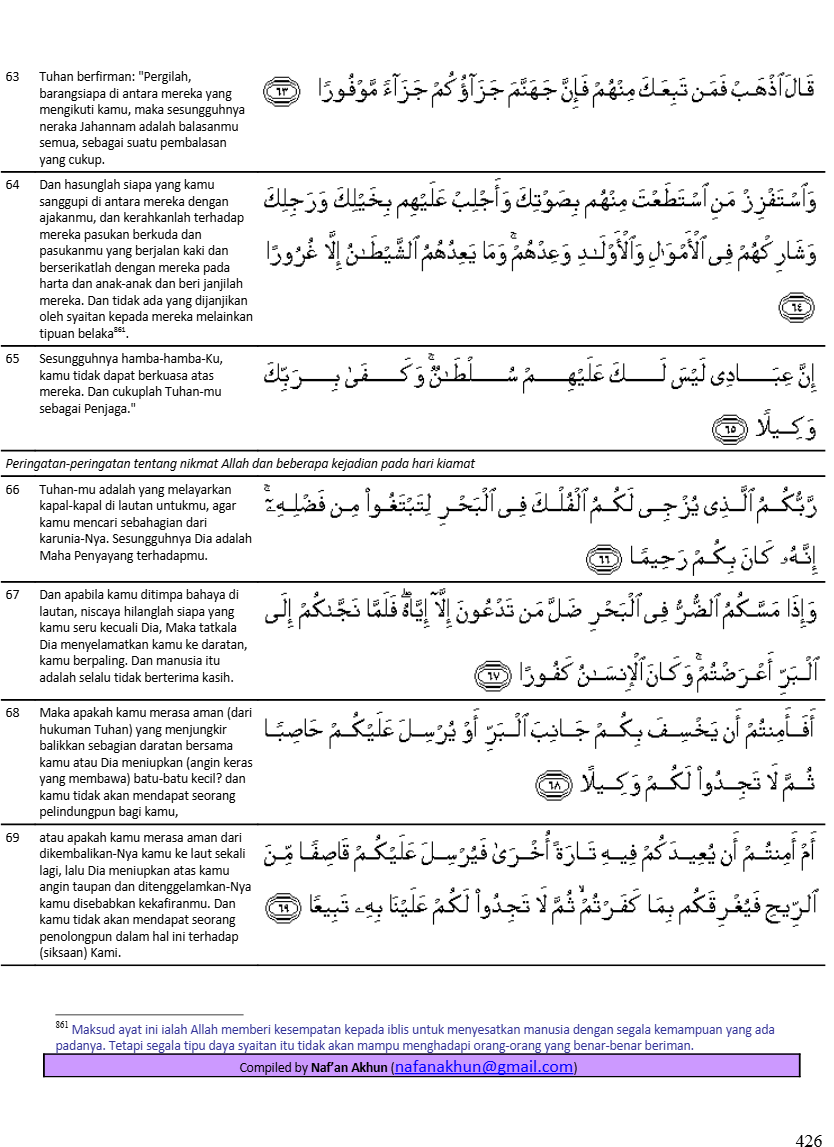 63 Tuhan berfirman: "Pergilah,
barangsiapa di antara mereka yang
mengikuti kamu, maka sesungguhnya
neraka Jahannam adalah balasanmu
semua, sebagai suatu pembalasan
yang cukup.
قَالَ ٱذْهَبْ فَمَن تَبِعَكَ مِنْهُمْ فَإِنَّ جَهَنَّمَ جَزَآؤُكُمْ جَزَآءً مَّوْفُورًا ٦٣
64 Dan hasunglah siapa yang kamu
sanggupi di antara mereka dengan
ajakanmu, dan kerahkanlah terhadap
mereka pasukan berkuda dan
pasukanmu yang berjalan kaki dan
berserikatlah dengan mereka pada
harta dan anak-anak dan beri janjilah
mereka. Dan tidak ada yang dijanjikan
oleh syaitan kepada mereka melainkan
tipuan belaka861.
وَٱسْتَفْزِزْ مَنِ ٱسْتَطَعْتَ مِنْهُم بِصَوْتِكَ وَأَجْلِبْ عَلَيْهِم بِخَيْلِكَ وَرَجِلِكَ
وَشَارِكْهُمْ فِى ٱلْأَمْوَٰلِ وَٱلْأَوْلَـٰدِ وَعِدْهُمْ ۚ وَمَا يَعِدُهُمُ ٱلشَّيْطَـٰنُ إِلَّا غُرُورًا
٦٤
65 Sesungguhnya hamba-hamba-Ku,
kamu tidak dapat berkuasa atas
mereka. Dan cukuplah Tuhan-mu
sebagai Penjaga."
إِنَّ عِبَادِى لَيْسَ لَكَ عَلَيْهِمْ سُلْطَـٰنٌ ۚ وَكَفَىٰ بِرَبِّكَ
وَكِيلًا ٦٥
Peringatan-peringatan tentang nikmat Allah dan beberapa kejadian pada hari kiamat
66 Tuhan-mu adalah yang melayarkan
kapal-kapal di lautan untukmu, agar
kamu mencari sebahagian dari
karunia-Nya. Sesungguhnya Dia adalah
Maha Penyayang terhadapmu.
رَّبُّكُمُ ٱلَّذِى يُزْجِى لَكُمُ ٱلْفُلْكَ فِى ٱلْبَحْرِ لِتَبْتَغُوا۟ مِن فَضْلِهِۦٓ ۚ
إِنَّهُۥ كَانَ بِكُمْ رَحِيمًا ٦٦
67 Dan apabila kamu ditimpa bahaya di
lautan, niscaya hilanglah siapa yang
kamu seru kecuali Dia, Maka tatkala
Dia menyelamatkan kamu ke daratan,
kamu berpaling. Dan manusia itu
adalah selalu tidak berterima kasih.
وَإِذَا مَسَّكُمُ ٱلضُّرُّ فِى ٱلْبَحْرِ ضَلَّ مَن تَدْعُونَ إِلَّآ إِيَّاهُ ۖ فَلَمَّا نَجَّىٰكُمْ إِلَى
ٱلْبَرِّ أَعْرَضْتُمْ ۚ وَكَانَ ٱلْإِنسَـٰنُ كَفُورًا ٦٧
68 Maka apakah kamu merasa aman (dari
hukuman Tuhan) yang menjungkir
balikkan sebagian daratan bersama
kamu atau Dia meniupkan (angin keras
yang membawa) batu-batu kecil? dan
kamu tidak akan mendapat seorang
pelindungpun bagi kamu,
أَفَأَمِنتُمْ أَن يَخْسِفَ بِكُمْ جَانِبَ ٱلْبَرِّ أَوْ يُرْسِلَ عَلَيْكُمْ حَاصِبًا
ثُمَّ لَا تَجِدُوا۟ لَكُمْ وَكِيلًا ٦٨
69 atau apakah kamu merasa aman dari
dikembalikan-Nya kamu ke laut sekali
lagi, lalu Dia meniupkan atas kamu
angin taupan dan ditenggelamkan-Nya
kamu disebabkan kekafiranmu. Dan
kamu tidak akan mendapat seorang
penolongpun dalam hal ini terhadap
(siksaan) Kami.
أَمْ أَمِنتُمْ أَن يُعِيدَكُمْ فِيهِ تَارَةً أُخْرَىٰ فَيُرْسِلَ عَلَيْكُمْ قَاصِفًا مِّنَ
ٱلرِّيحِ فَيُغْرِقَكُم بِمَا كَفَرْتُمْ ۙ ثُمَّ لَا تَجِدُوا۟ لَكُمْ عَلَيْنَا بِهِۦ تَبِيعًا ٦٩
861 Maksud ayat ini ialah Allah memberi kesempatan kepada iblis untuk menyesatkan manusia dengan segala kemampuan yang ada
padanya. Tetapi segala tipu daya syaitan itu tidak akan mampu menghadapi orang-orang yang benar-benar beriman.
Compiled by Naf'an Akhun (nafanakhun@gmail.com)
426